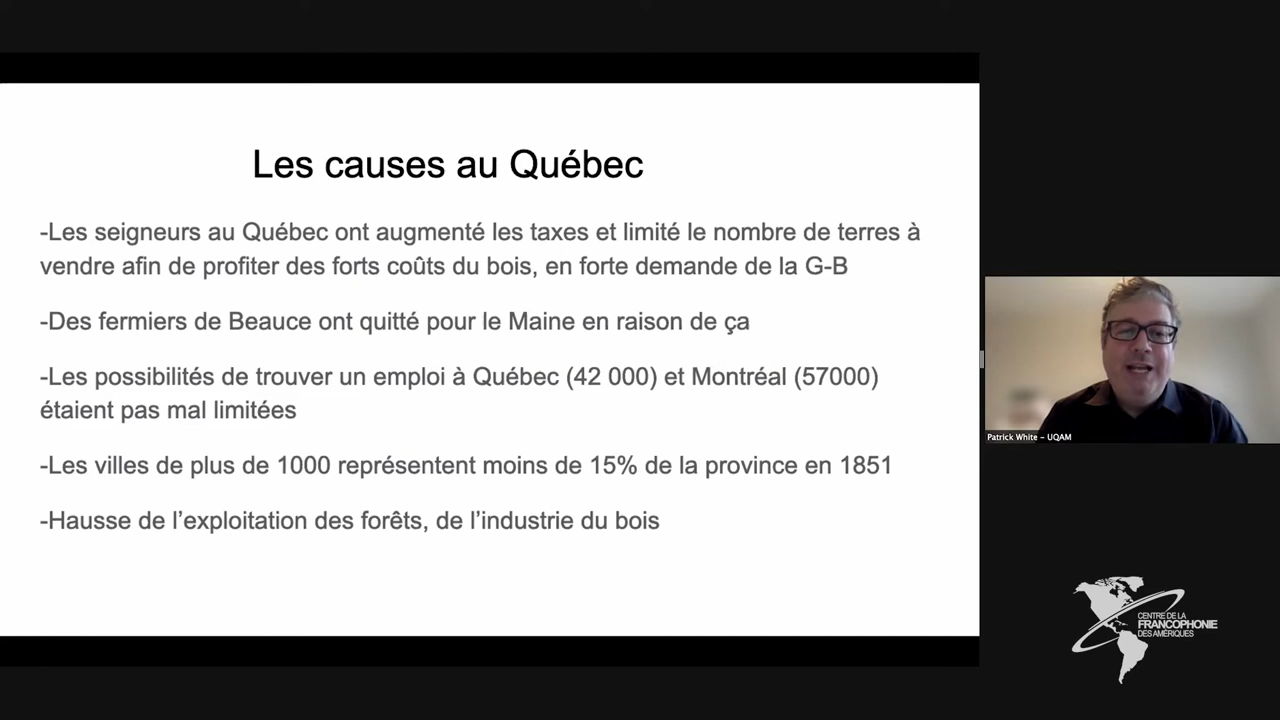 Les causes au Québec
-Les seigneurs au Québec ont augmenté les taxes et limité le nombre de terres à
vendre afin de profiter des forts coûts du bois, en forte demande de la G-B
-Des fermiers de Beauce ont quitté pour le Maine en raison de ça
-Les possibilités de trouver un emploi à Québec (42 000) et Montréal (57000)
étaient pas mal limitées
-Les villes de plus de 1000 représentent moins de 15% de la province en 1851
-Hausse de l’exploitation des forêts, de l’industrie du bois
Patrick White – UQAM
CENTRE DE LA
FRANCOPHONIE
DES AMÉRIQUES